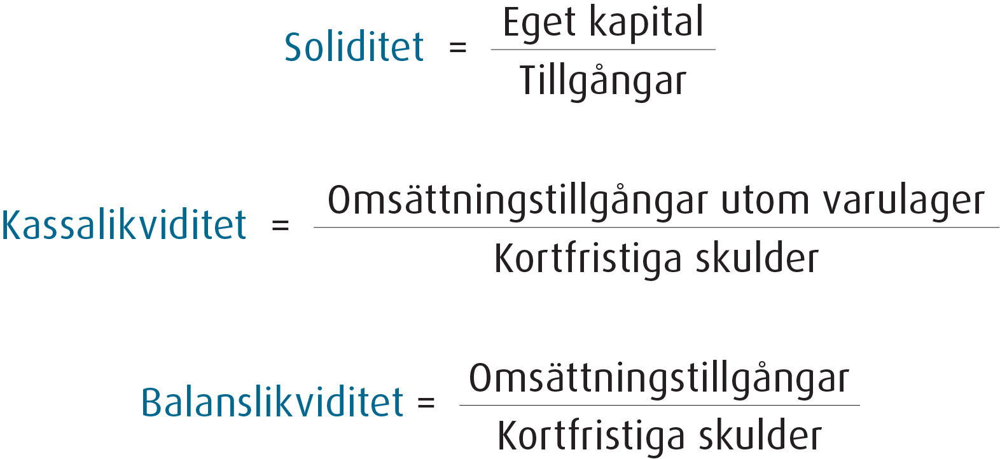 Soliditet = Eget kapital
Tillgångar
Kassalikviditet = Omsättningstillgångar utom varulager
Kortfristiga skulder
Balanslikviditet = Omsättningstillgångar
Kortfristiga skulder